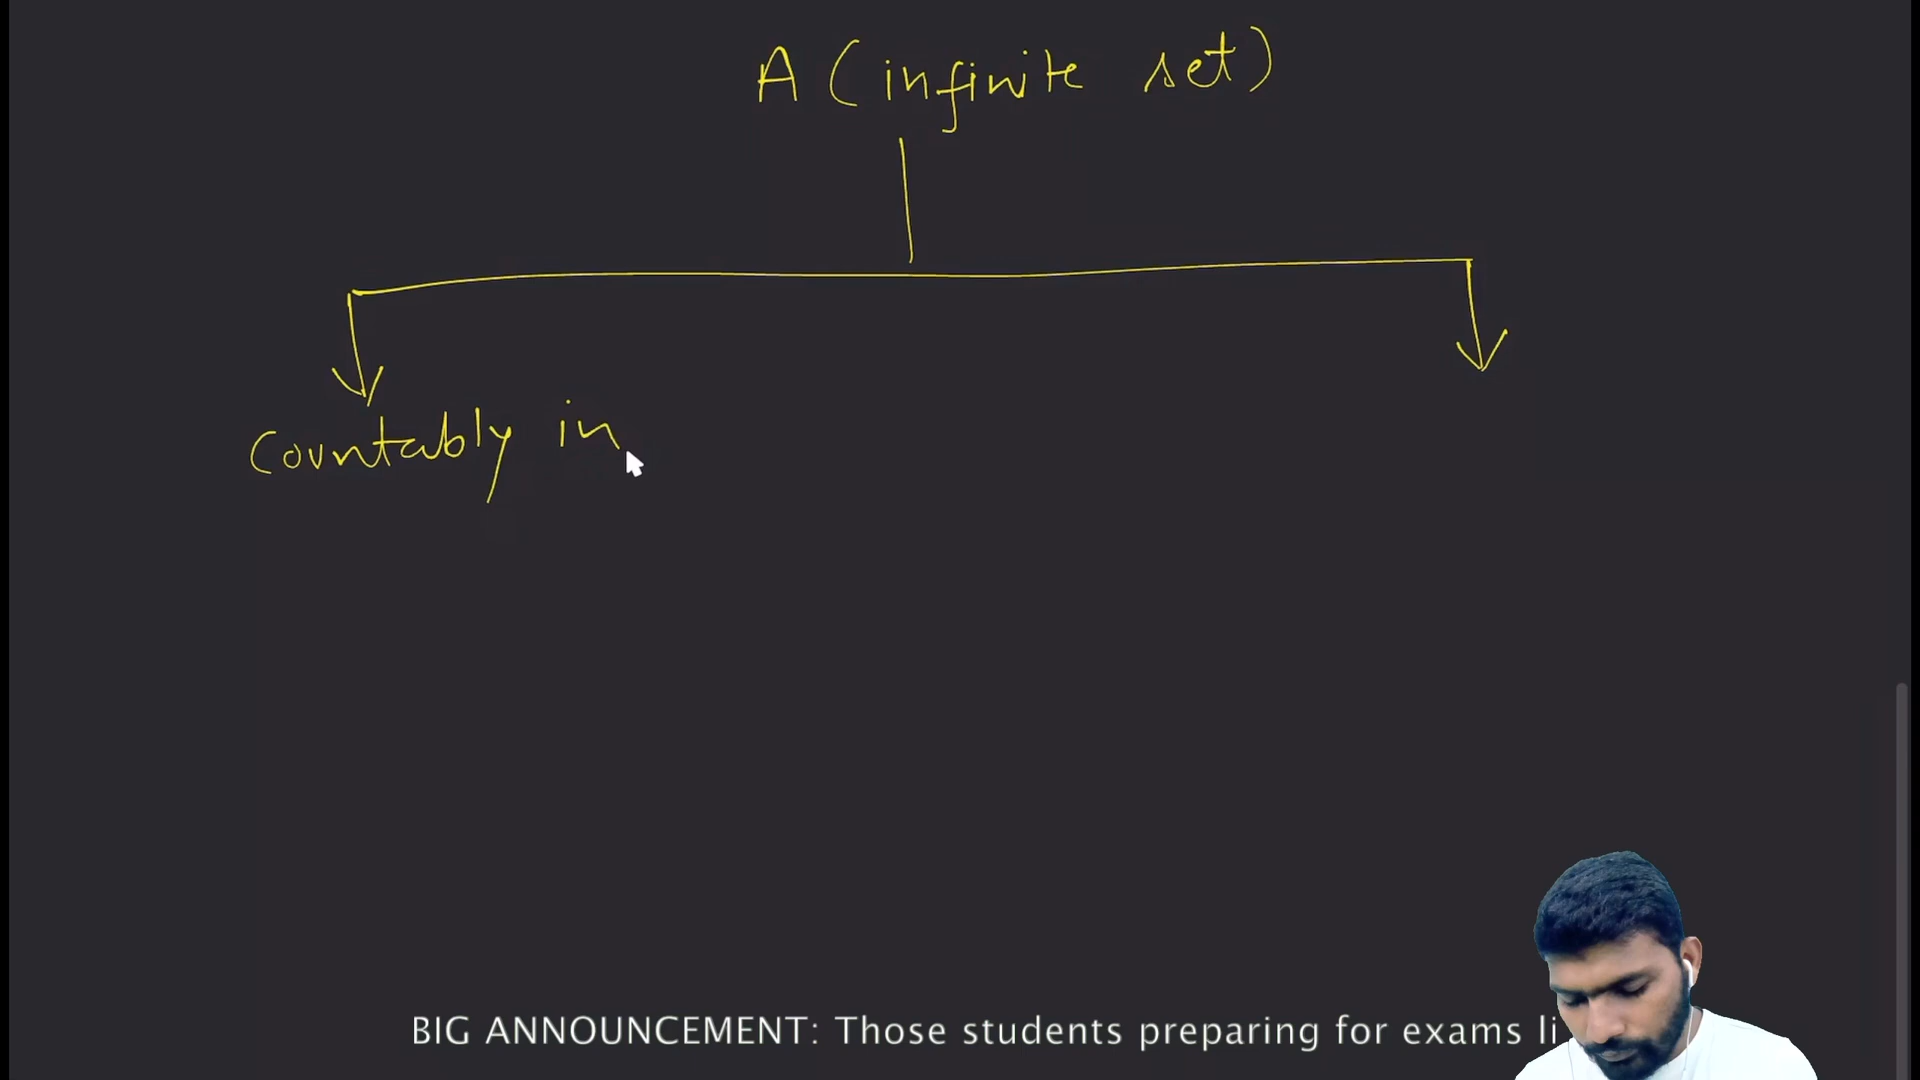 A (infinite set)
Countably in
BIG ANNOUNCEMENT: Those students preparing for exams li